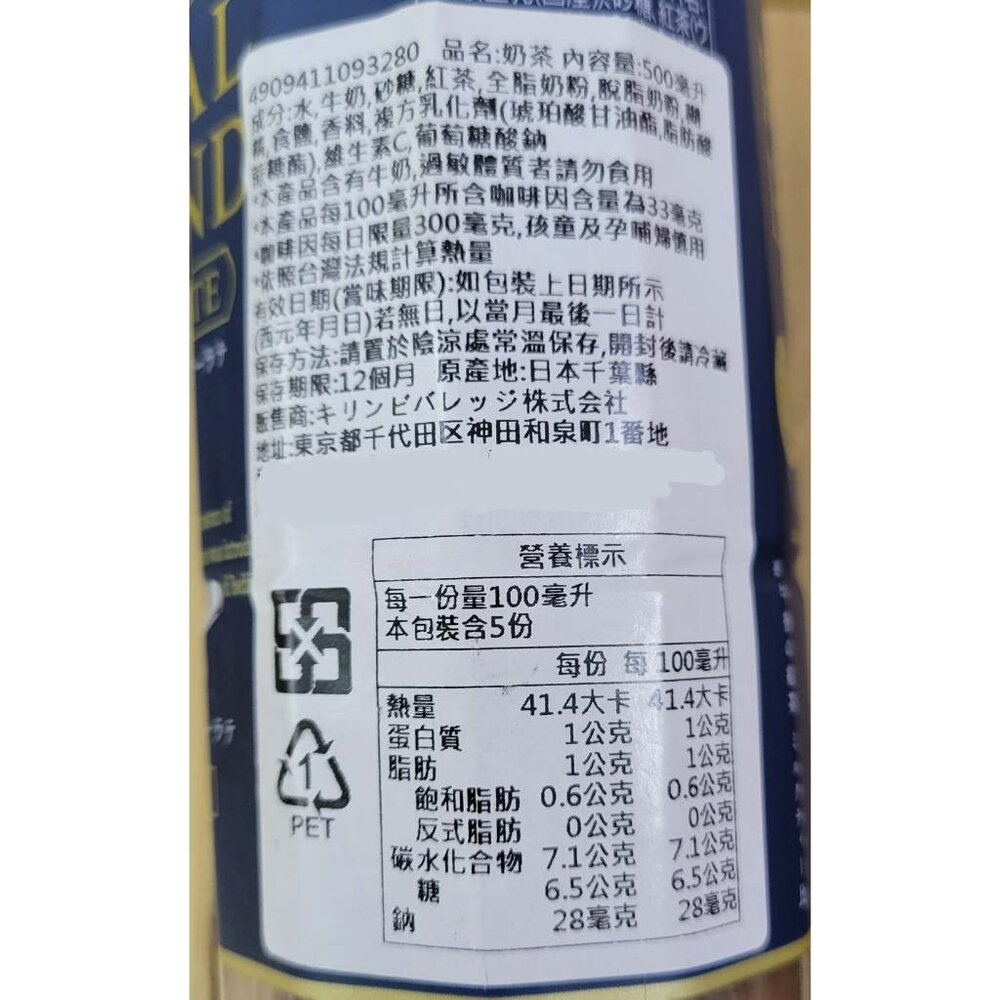 AL
ND
TE
4909411093280 品名:奶茶 內容量:500毫升
成分:水,牛奶,砂糖,紅茶,全脂奶粉,脫脂奶粉,
,食鹽,香料,複方乳化劑(琥珀酸甘油酯,脂肪酸
蔗糖酯),維生素C,葡萄糖酸鈉
*本產品含有牛奶,過敏體質者請勿食用
*本產品每100毫升所含咖啡因含量為33毫克
*咖啡因每日限量300毫克,孩童及孕哺婦慎用
*依照台灣法規計算熱量
有效日期(賞味期限):如包裝上日期所示
(西元年月日)若無日,以當月最後一日計
保存方法:請置於陰涼處常溫保存,開封後請冷藏
保存期限:12個月 原產地:日本千葉縣
販售商:キリンビバレッジ株式会社
地址:東京都千代田区神田和泉町1番地
營養標示
每一份量100毫升
本包裝含5份
每份 每 100毫升
熱量 41.4大卡 41.4大卡
蛋白質 1公克 1公克
脂肪 1公克 1公克
飽和脂肪 0.6公克 0.6公克
反式脂肪 0公克 0公克
碳水化合物 7.1公克 7.1公克
糖 6.5公克 6.5公克
鈉 28毫克 28毫克
1
PET